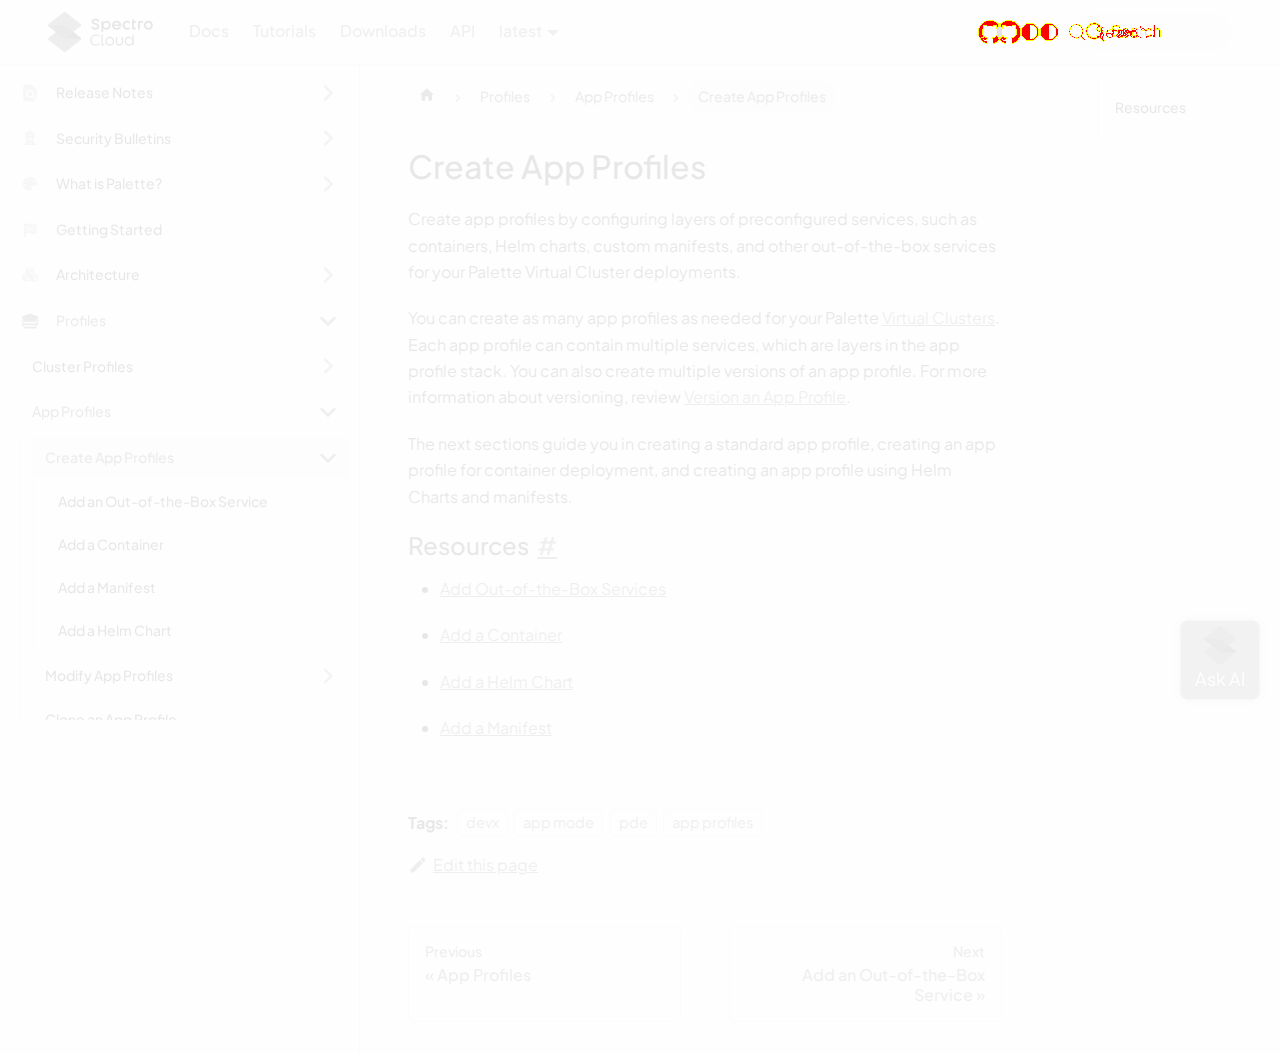 Spectro Cloud
Docs
Tutorials
Downloads
API
latest
Release Notes
Security Bulletins
What is Palette?
Getting Started
Architecture
Profiles
Cluster Profiles
App Profiles
Create App Profiles
Add an Out-of-the-Box Service
Add a Container
Add a Manifest
Add a Helm Chart
Modify App Profiles
Clone an App Profile
Profiles
App Profiles
Create App Profiles
Create App Profiles
Create app profiles by configuring layers of preconfigured services, such as
containers, Helm charts, custom manifests, and other out-of-the-box services
for your Palette Virtual Cluster deployments.
You can create as many app profiles as needed for your Palette Virtual Clusters.
Each app profile can contain multiple services, which are layers in the app
profile stack. You can also create multiple versions of an app profile. For more
information about versioning, review Version an App Profile.
The next sections guide you in creating a standard app profile, creating an app
profile for container deployment, and creating an app profile using Helm
Charts and manifests.
Resources #
Add Out-of-the-Box Services
Add a Container
Add a Helm Chart
Add a Manifest
Tags: devx app mode pde app profiles
Edit this page
Previous
« App Profiles
Next
Add an Out-of-the-Box
Service »
Resources
Ask AI